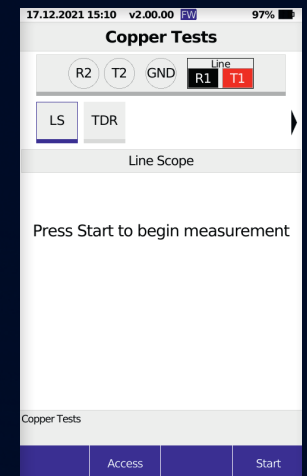 17.12.2021 15:10 v2.00.00 FW 97%
Copper Tests
Line
R2 T2 GND R1 T1
LS TDR
Line Scope
Press Start to begin measurement
Copper Tests
Access Start